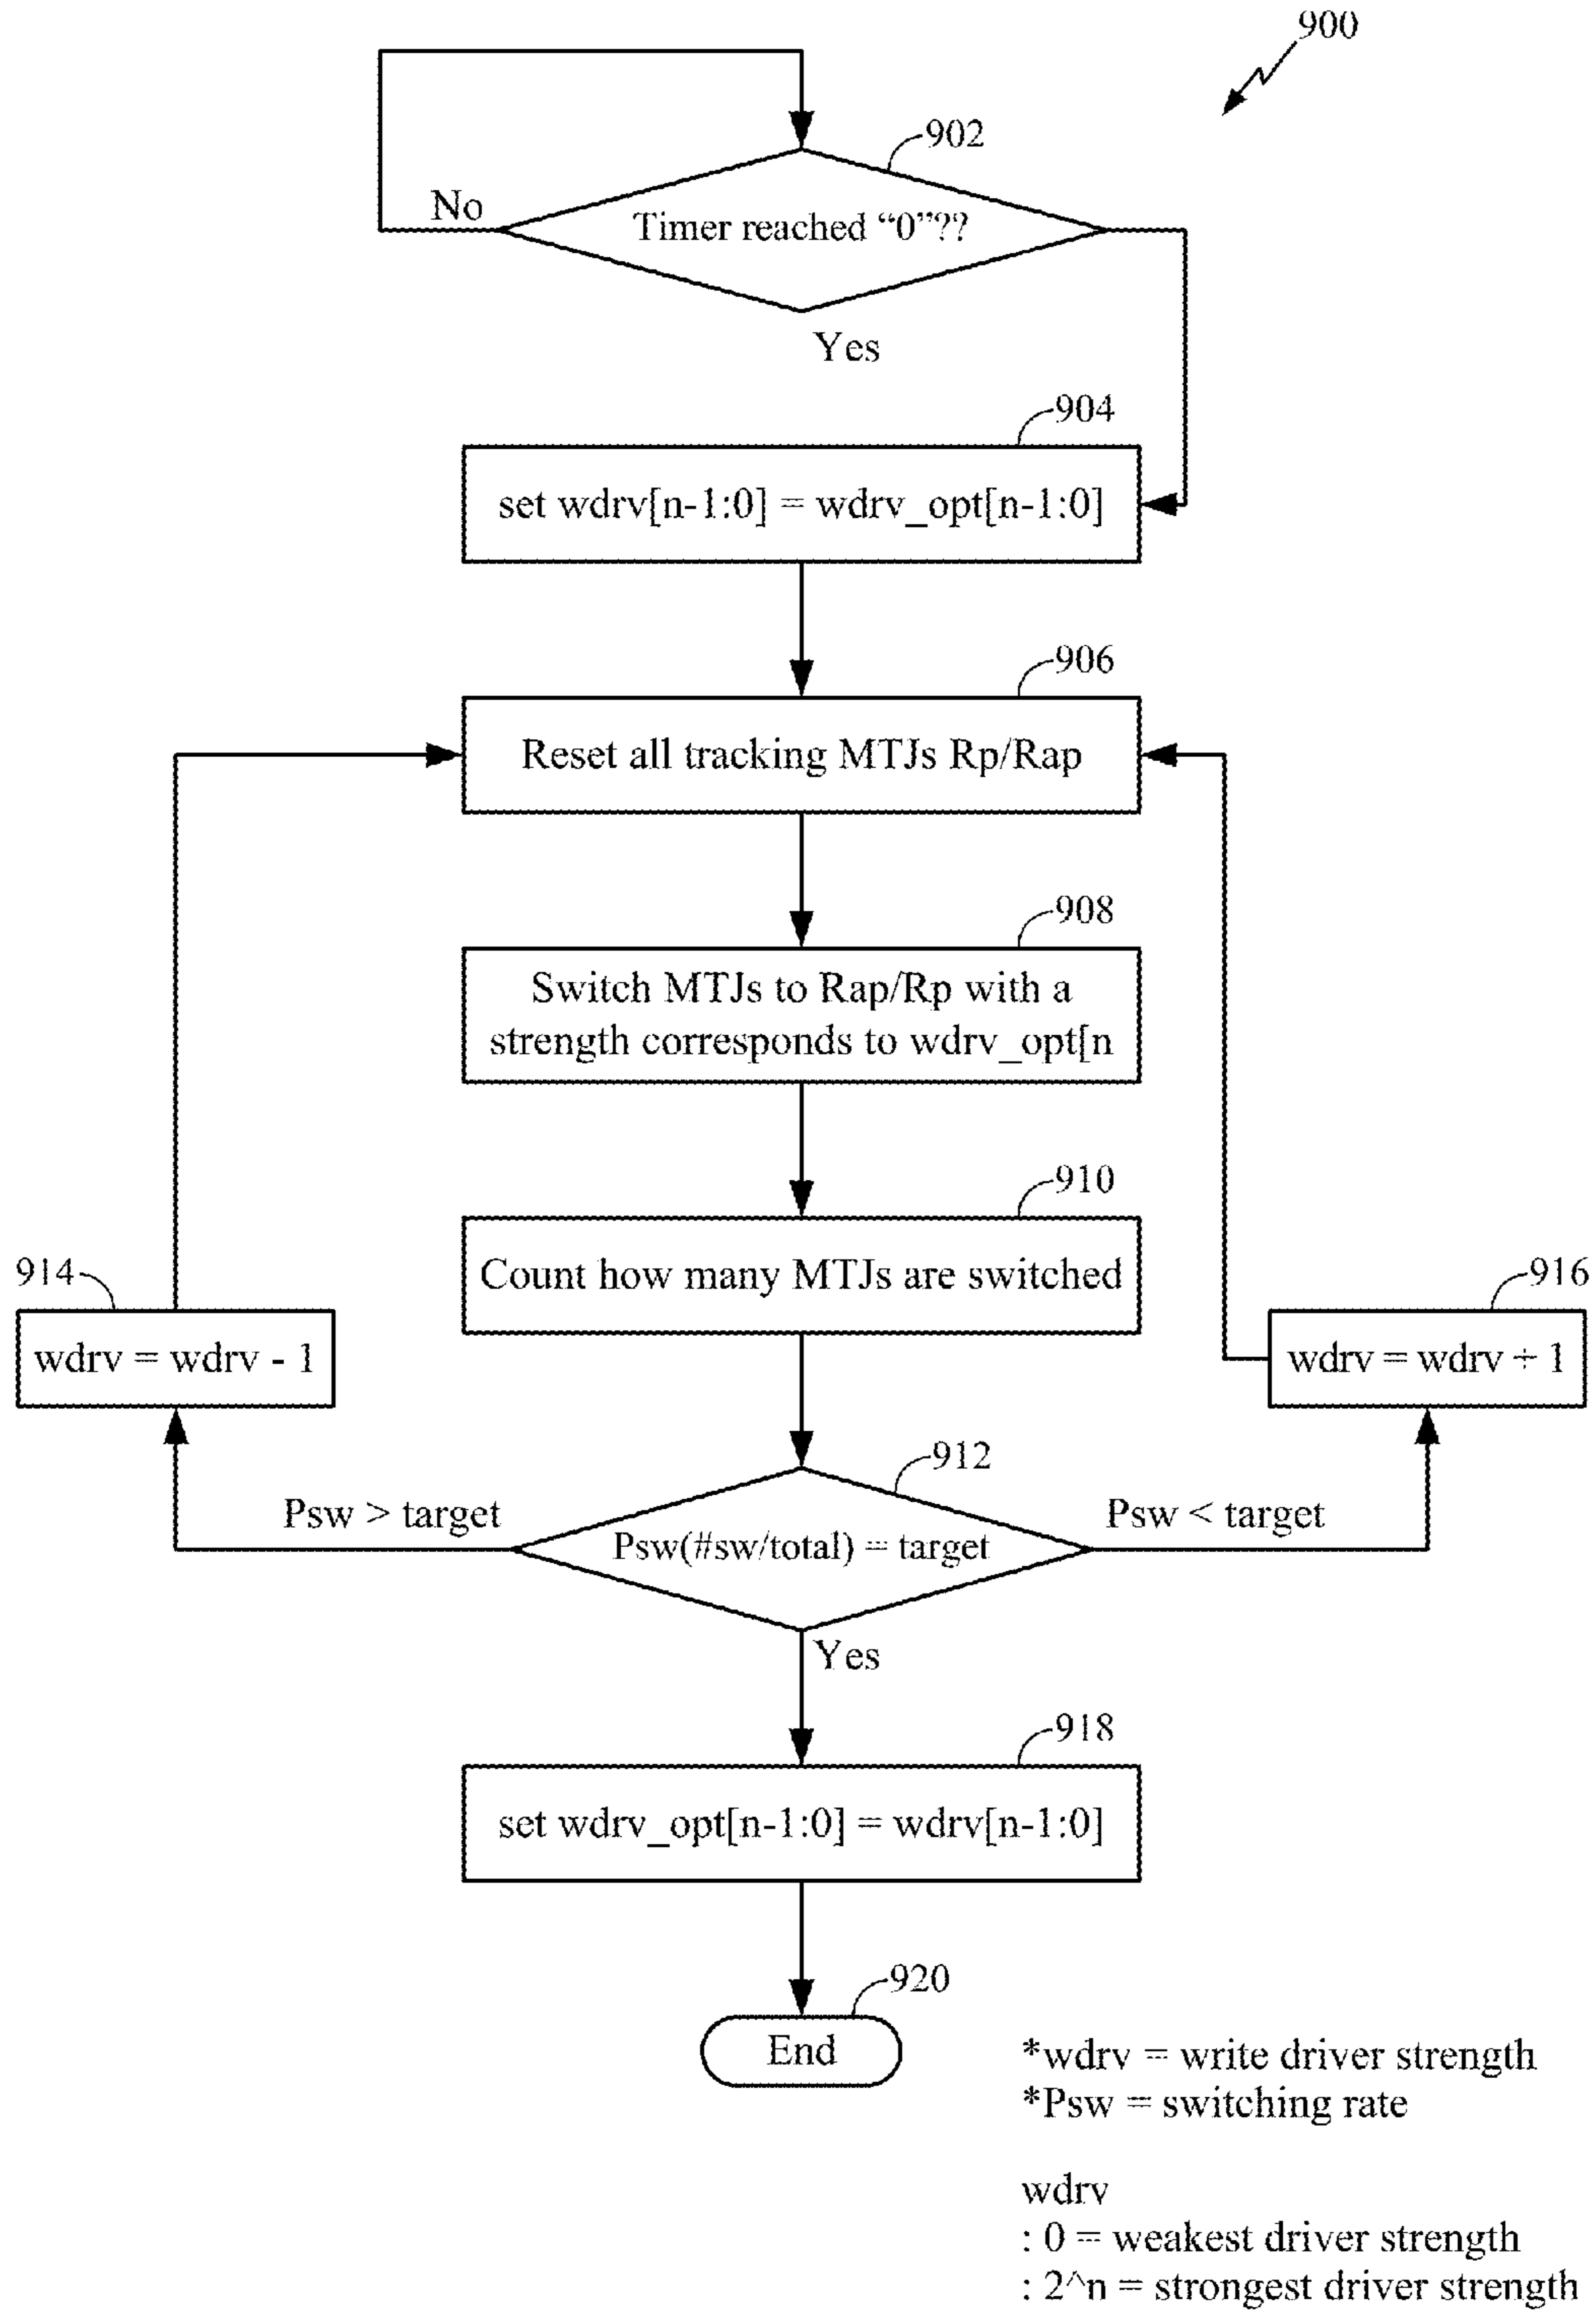 900
902
No
Timer reached “0”??
Yes
904
set wdrv[n-1:0] = wdrv_opt[n-1:0]
906
Reset all tracking MTJs Rp/Rap
908
Switch MTJs to Rap/Rp with a
strength corresponds to wdrv_opt[n
910
Count how many MTJs are switched
914
wdrv = wdrv - 1
916
wdrv = wdrv + 1
912
Psw > target
Psw(#sw/total) = target
Psw < target
Yes
918
set wdrv_opt[n-1:0] = wdrv[n-1:0]
920
End
*wdrv = write driver strength
*Psw = switching rate
wdrv
: 0 = weakest driver strength
: 2^n = strongest driver strength